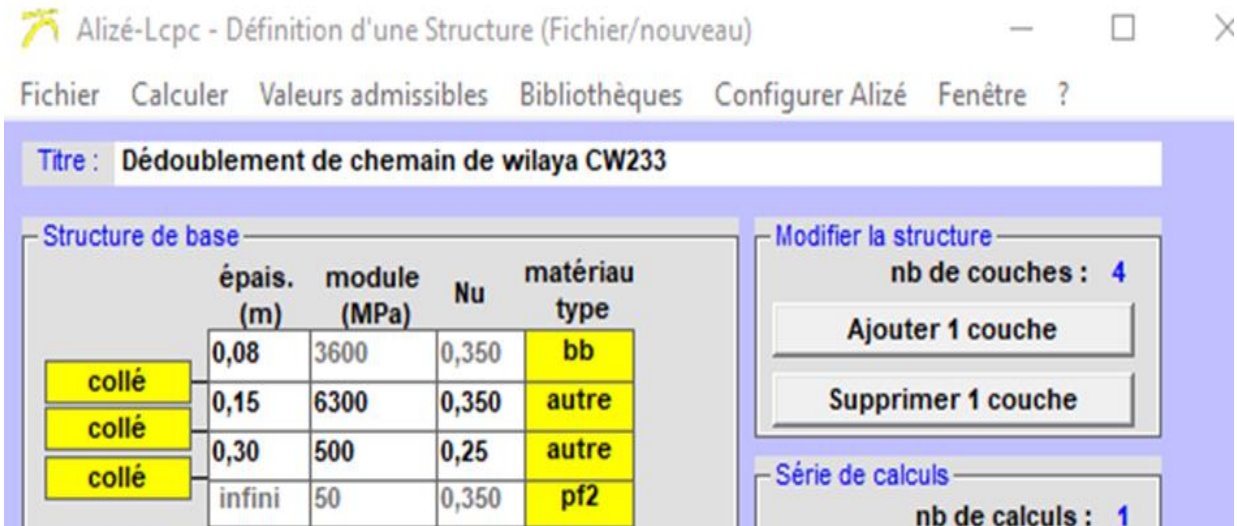 Alizé-Lcpc - Définition d'une Structure (Fichier/nouveau)
Fichier Calculer Valeurs admissibles Bibliothèques Configurer Alizé Fenêtre ?
Titre : Dédoublement de chemain de wilaya CW233
Structure de base
épais. (m) module (MPa) Nu matériau type
0,08 3600 0,350 bb
collé
0,15 6300 0,350 autre
collé
0,30 500 0,25 autre
collé
infini 50 0,350 pf2
Modifier la structure
nb de couches : 4
Ajouter 1 couche
Supprimer 1 couche
Série de calculs
nb de calculs : 1